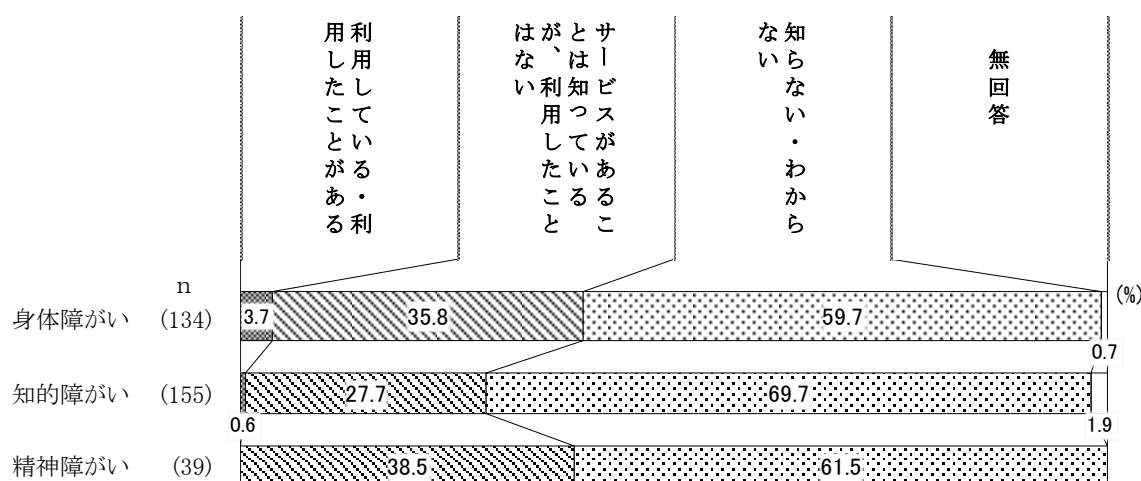 利用している・利
用したことがある
サービスがあるこ
とは知っている
が、利用したこと
はない
知らない・わから
ない
無回答
n
(%)
身体障がい (134)
3.7
35.8
59.7
0.7
知的障がい (155)
0.6
27.7
69.7
1.9
精神障がい (39)
38.5
61.5